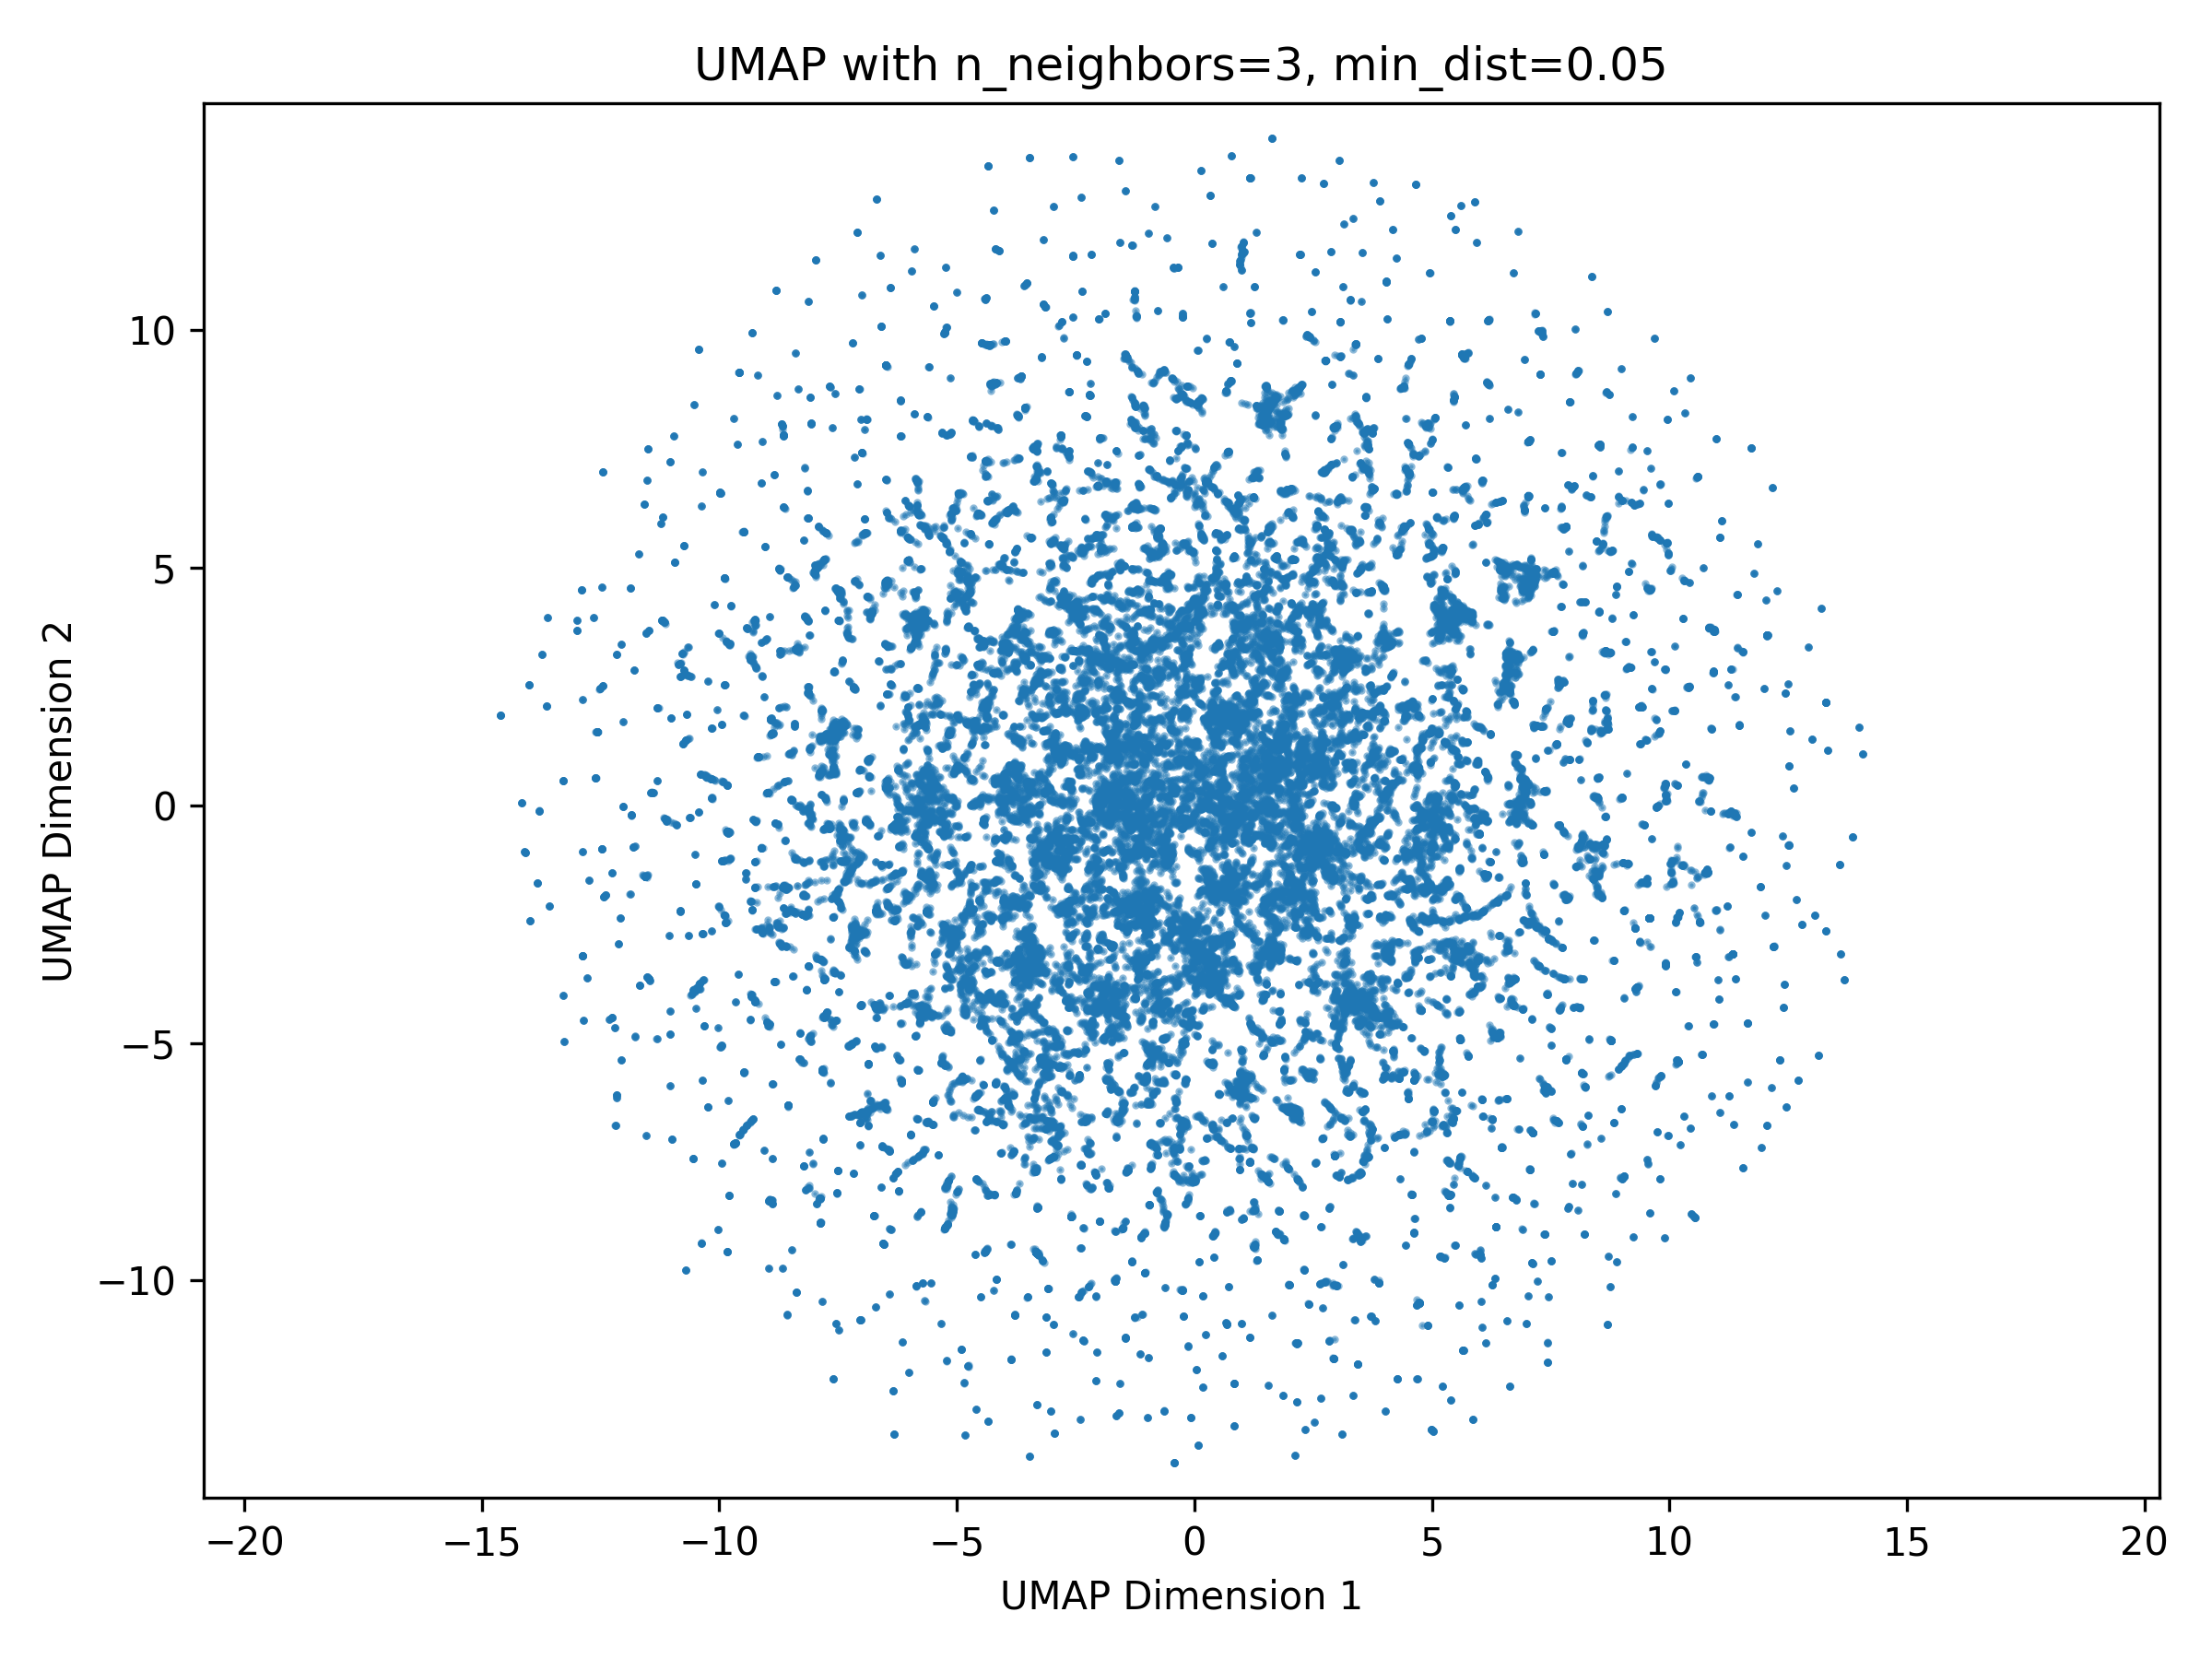 UMAP with n_neighbors=3, min_dist=0.05
10
5
0
−5
−10
UMAP Dimension 2
−20 −15 −10 −5 0 5 10 15 20
UMAP Dimension 1